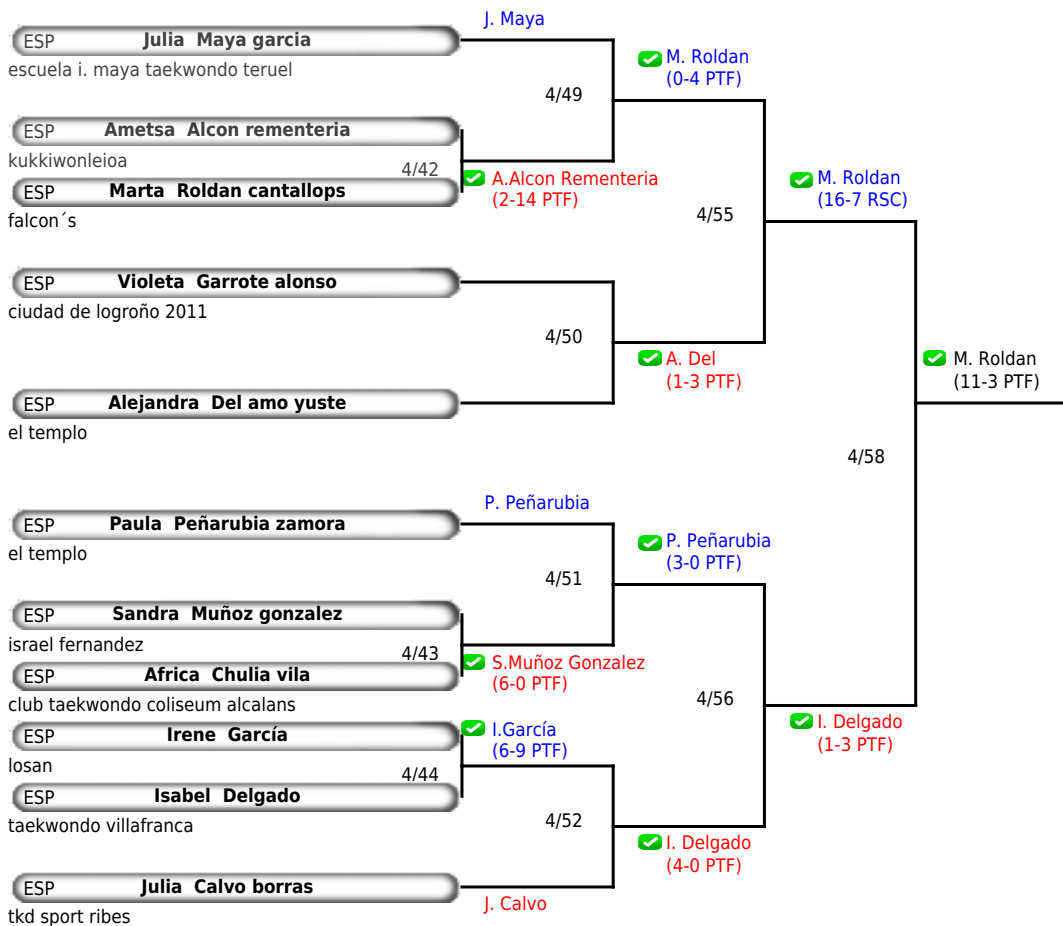 J. Maya
ESP Julia Maya garcia
escuela i. maya taekwondo teruel
M. Roldan
(0-4 PTF)
4/49
ESP Ametsa Alcon rementeria
kukkiwonleioa
4/42
A.Alcon Rementeria
(2-14 PTF)
ESP Marta Roldan cantallops
falcon´s
M. Roldan
(16-7 RSC)
4/55
ESP Violeta Garrote alonso
ciudad de logroño 2011
4/50
A. Del
(1-3 PTF)
M. Roldan
(11-3 PTF)
ESP Alejandra Del amo yuste
el templo
4/58
P. Peñarubia
ESP Paula Peñarubia zamora
el templo
P. Peñarubia
(3-0 PTF)
4/51
ESP Sandra Muñoz gonzalez
israel fernandez
4/43
S.Muñoz Gonzalez
(6-0 PTF)
ESP Africa Chulia vila
club taekwondo coliseum alcalans
4/56
I. Delgado
(1-3 PTF)
ESP Irene García
losan
I.García
(6-9 PTF)
4/44
ESP Isabel Delgado
taekwondo villafranca
4/52
I. Delgado
(4-0 PTF)
ESP Julia Calvo borras
tkd sport ribes
J. Calvo